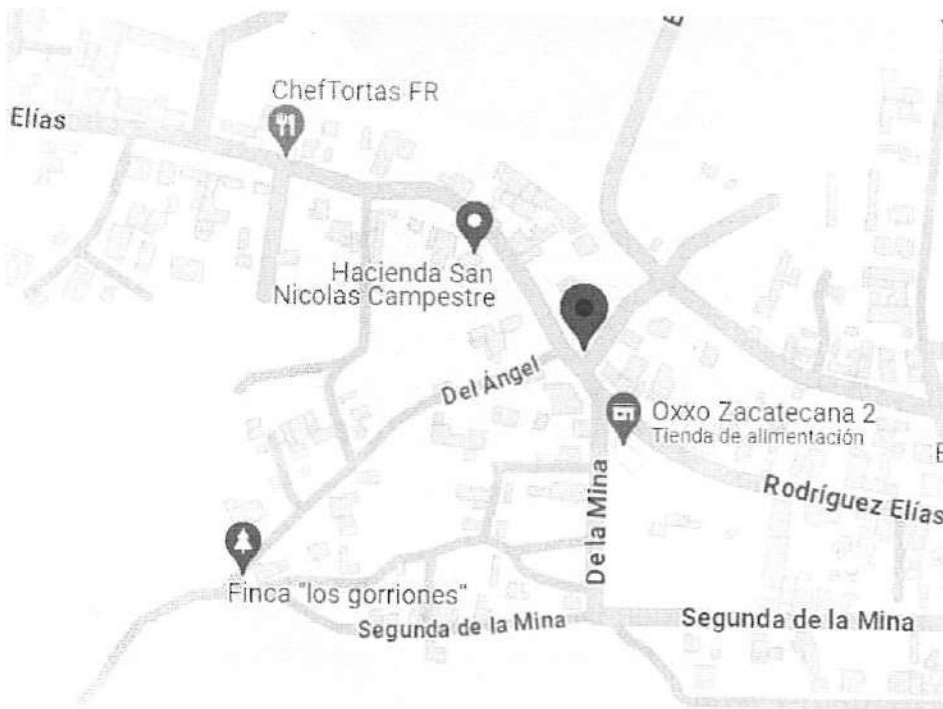 ChefTortas FR
Elías
Hacienda San
Nicolas Campestre
Del Ángel
Oxxo Zacatecana 2
Tienda de alimentación
De la Mina
Rodríguez Elías
Finca "los gorriones"
Segunda de la Mina
Segunda de la Mina